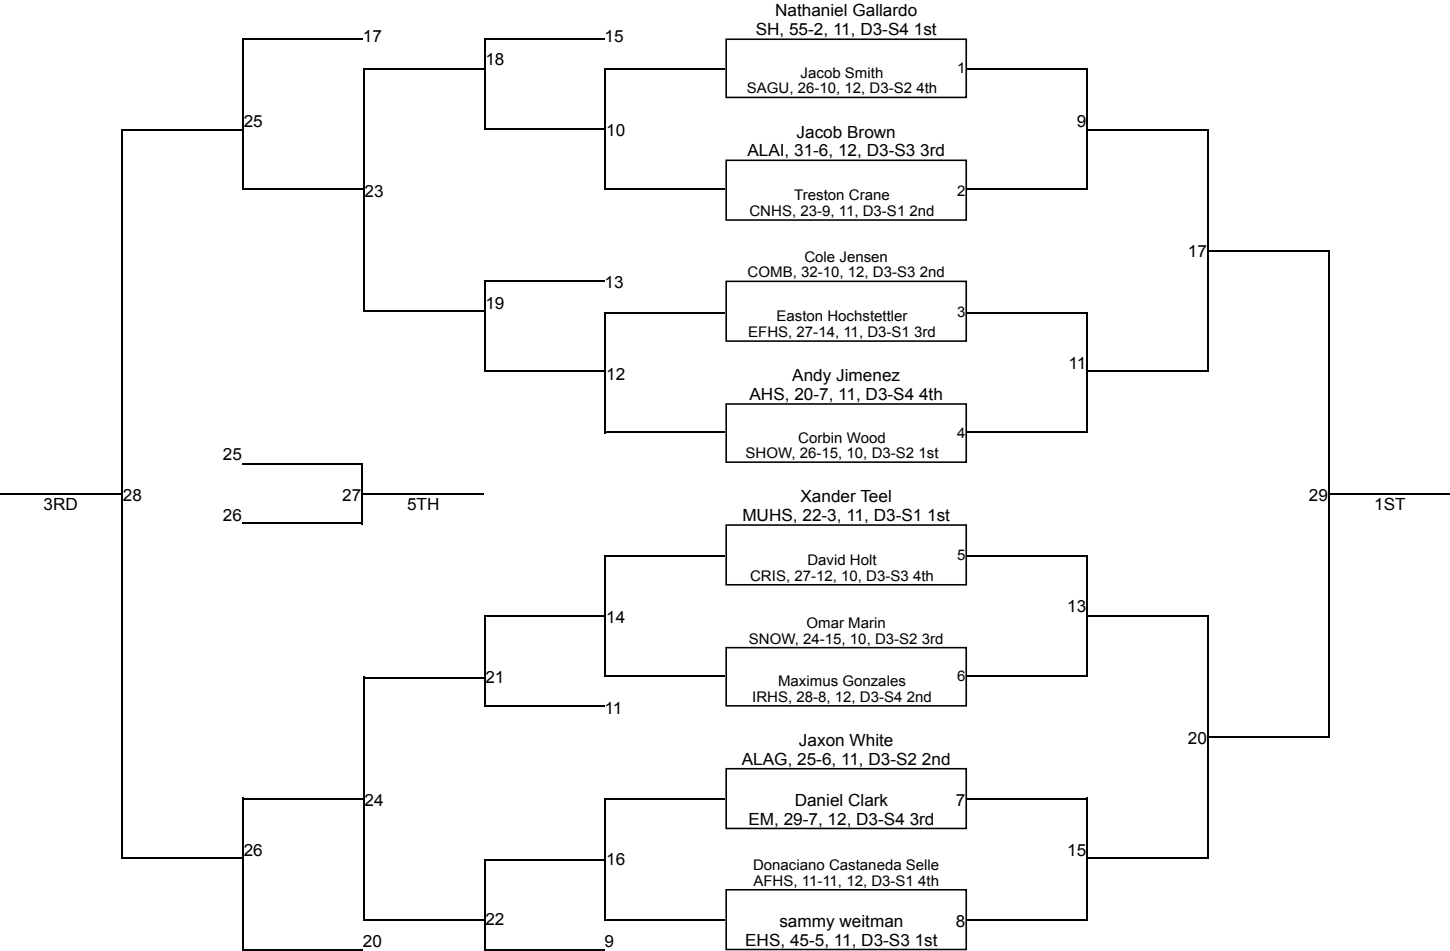 Nathaniel Gallardo
SH, 55-2, 11, D3-S4 1st
17
15
18
Jacob Smith
1
SAGU, 26-10, 12, D3-S2 4th
25
10
9
Jacob Brown
ALAI, 31-6, 12, D3-S3 3rd
23
Treston Crane
2
CNHS, 23-9, 11, D3-S1 2nd
17
Cole Jensen
COMB, 32-10, 12, D3-S3 2nd
13
19
Easton Hochstettler
3
EFHS, 27-14, 11, D3-S1 3rd
11
12
Andy Jimenez
AHS, 20-7, 11, D3-S4 4th
Corbin Wood
4
SHOW, 26-15, 10, D3-S2 1st
25
28
27
29
3RD
5TH
1ST
26
Xander Teel
MUHS, 22-3, 11, D3-S1 1st
David Holt
5
CRIS, 27-12, 10, D3-S3 4th
13
14
Omar Marin
SNOW, 24-15, 10, D3-S2 3rd
21
Maximus Gonzales
6
IRHS, 28-8, 12, D3-S4 2nd
11
20
Jaxon White
ALAG, 25-6, 11, D3-S2 2nd
24
Daniel Clark
7
EM, 29-7, 12, D3-S4 3rd
26
16
15
Donaciano Castaneda Selle
AFHS, 11-11, 12, D3-S1 4th
22
sammy weitman
8
20
9
EHS, 45-5, 11, D3-S3 1st